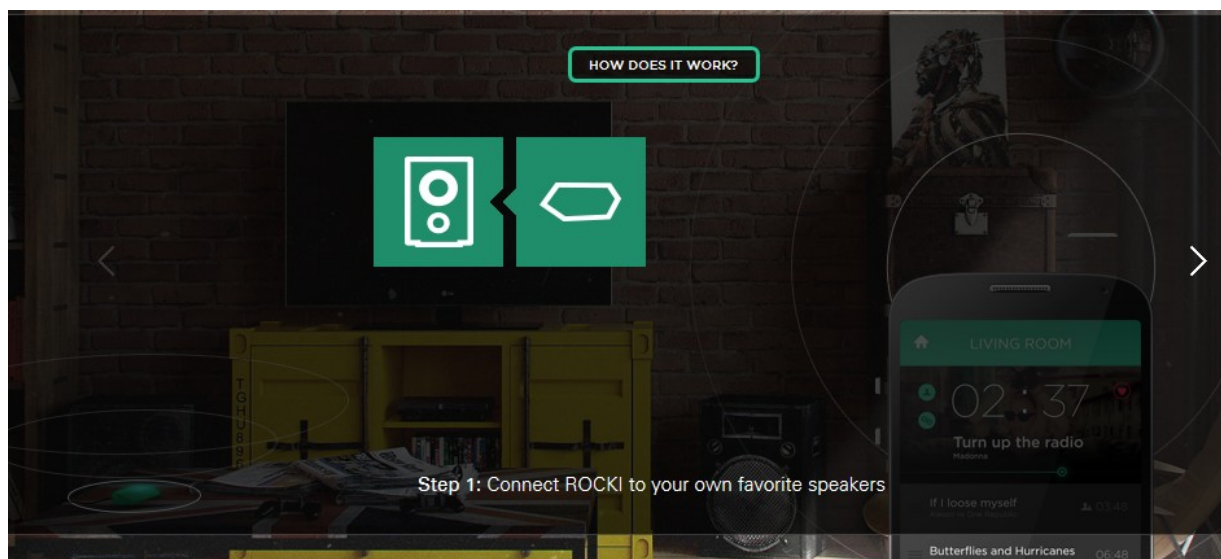 HOW DOES IT WORK?
LIVING ROOM
02:37
Turn up the radio
Madonna
Step 1: Connect ROCKI to your own favorite speakers
If I loose myself
03:48
Butterflies and Hurricanes
06:48
TGHU895